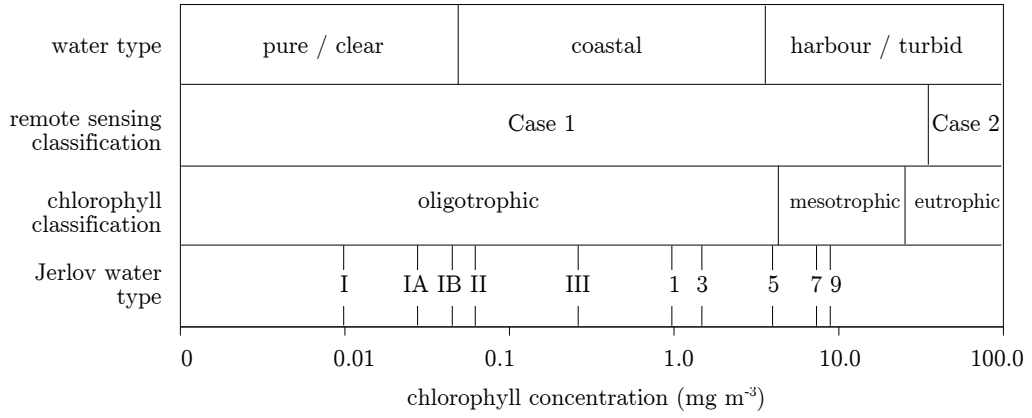 water type pure / clear coastal harbour / turbid
remote sensing
classification
Case 1 Case 2
chlorophyll
classification
oligotrophic mesotrophic eutrophic
Jerlov water
type
I IA IB II III 1 3 5 7 9
0 0.01 0.1 1.0 10.0 100.0
chlorophyll concentration (mg m⁻³)